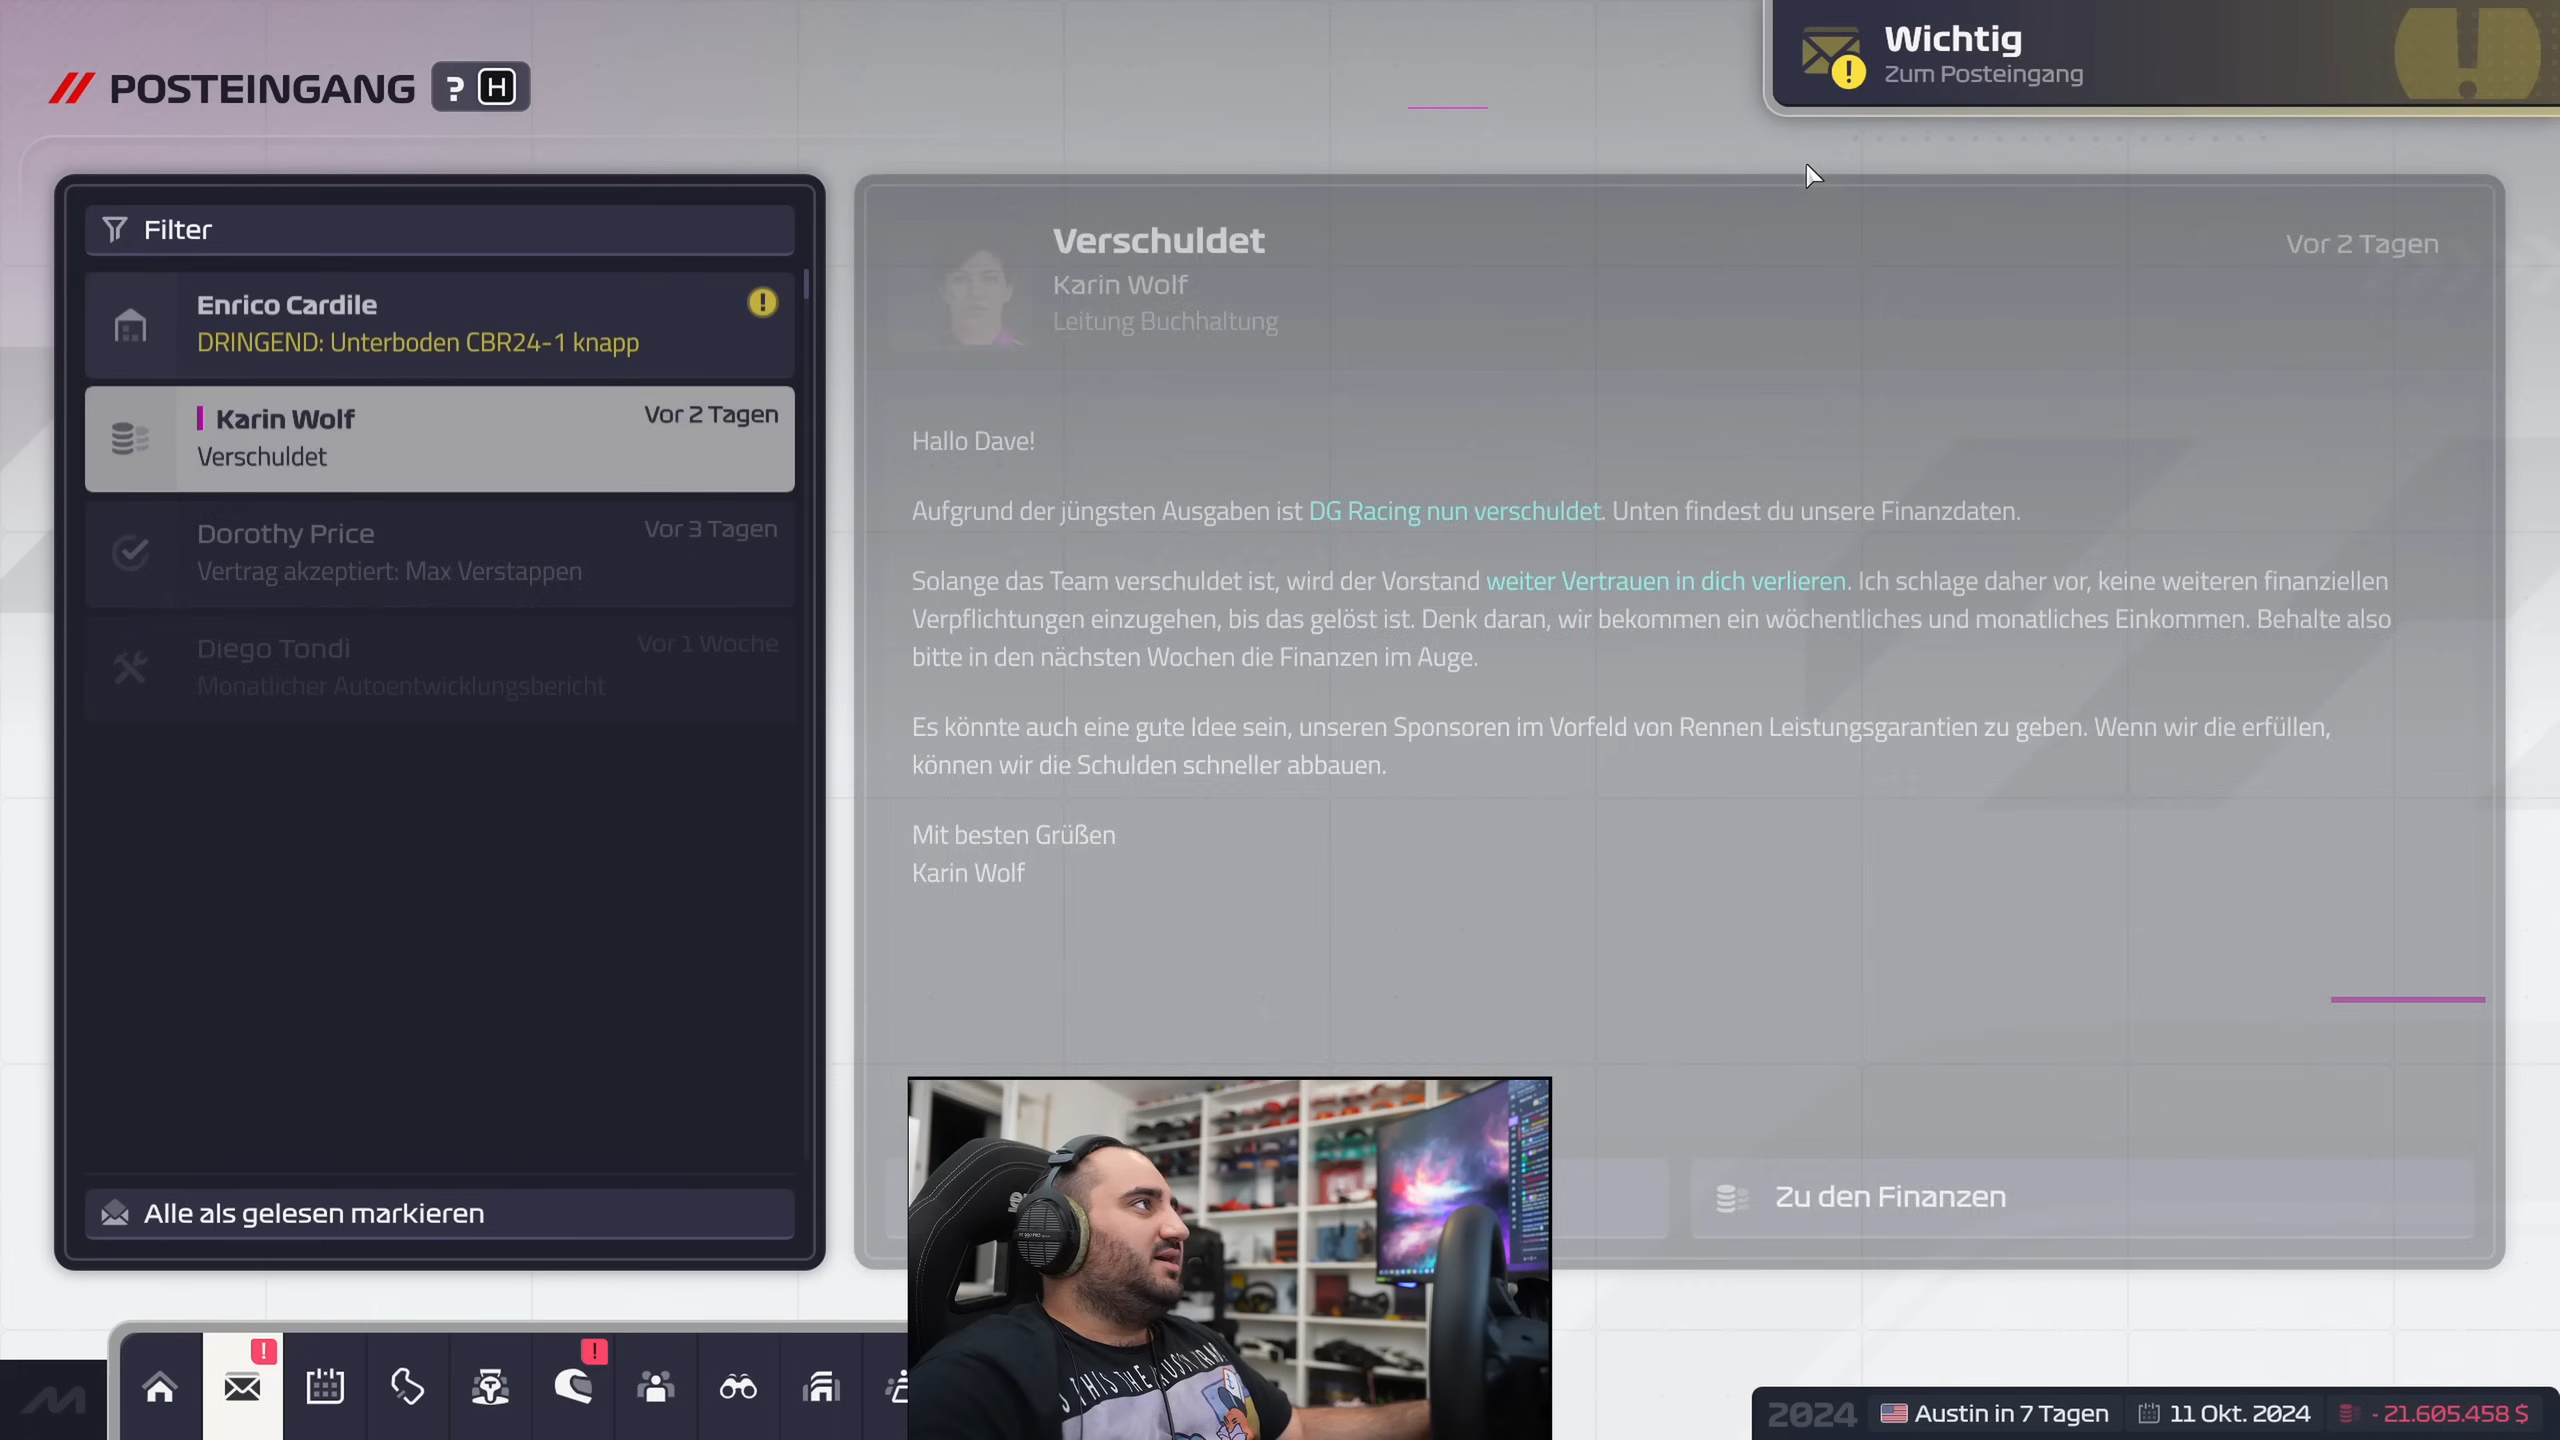 POSTEINGANG ? H
Wichtig
Zum Posteingang
Filter
Enrico Cardile
DRINGEND: Unterboden CBR24-1 knapp
Karin Wolf
Vor 2 Tagen
Verschuldet
Dorothy Price
Vor 3 Tagen
Vertrag akzeptiert: Max Verstappen
Diego Tondi
Vor 1 Woche
Monatlicher Autoentwicklungsbericht
Alle als gelesen markieren
Verschuldet
Vor 2 Tagen
Karin Wolf
Leitung Buchhaltung
Hallo Dave!
Aufgrund der jüngsten Ausgaben ist DG Racing nun verschuldet. Unten findest du unsere Finanzdaten.
Solange das Team verschuldet ist, wird der Vorstand weiter Vertrauen in dich verlieren. Ich schlage daher vor, keine weiteren finanziellen
Verpflichtungen einzugehen, bis das gelöst ist. Denk daran, wir bekommen ein wöchentliches und monatliches Einkommen. Behalte also
bitte in den nächsten Wochen die Finanzen im Auge.
Es könnte auch eine gute Idee sein, unseren Sponsoren im Vorfeld von Rennen Leistungsgarantien zu geben. Wenn wir die erfüllen,
können wir die Schulden schneller abbauen.
Mit besten Grüßen
Karin Wolf
Zu den Finanzen
THIS THE
2024 Austin in 7 Tagen 11 Okt. 2024 - 21.605.458 $